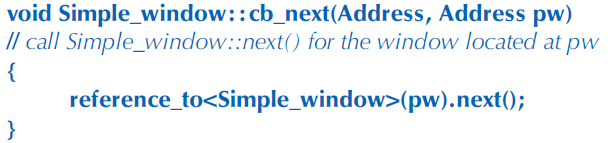 void Simple_window::cb_next(Address, Address pw)
// call Simple_window::next() for the window located at pw
{
reference_to<Simple_window>(pw).next();
}